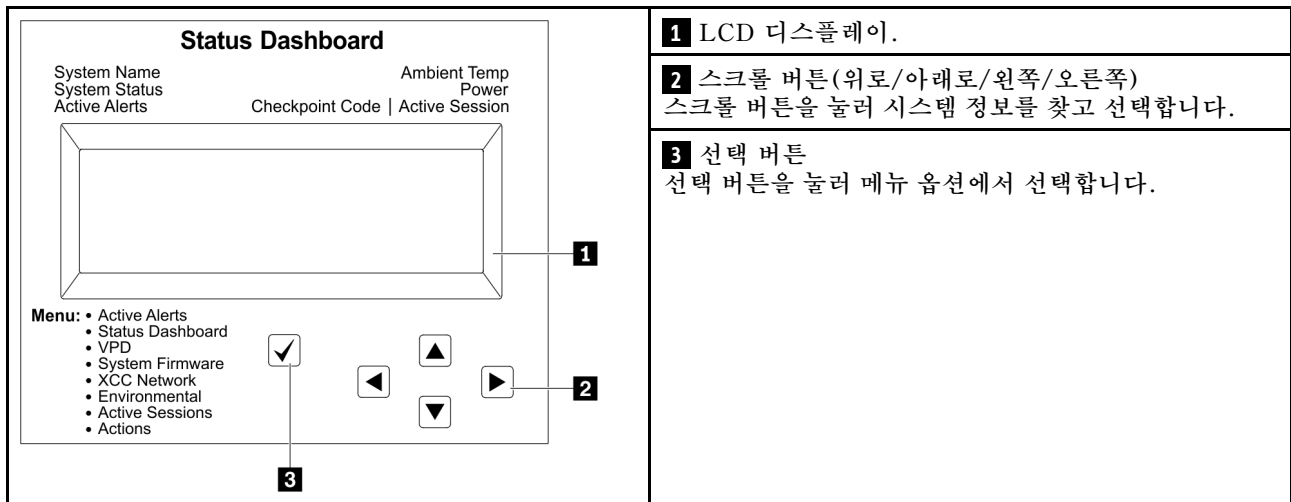 Status Dashboard
System Name
System Status
Active Alerts
Ambient Temp
Power
Checkpoint Code | Active Session
1
Menu: • Active Alerts
• Status Dashboard
• VPD
• System Firmware
• XCC Network
• Environmental
• Active Sessions
• Actions
2
3
1 LCD 디스플레이.
2 스크롤 버튼(위로/아래로/왼쪽/오른쪽)
스크롤 버튼을 눌러 시스템 정보를 찾고 선택합니다.
3 선택 버튼
선택 버튼을 눌러 메뉴 옵션에서 선택합니다.